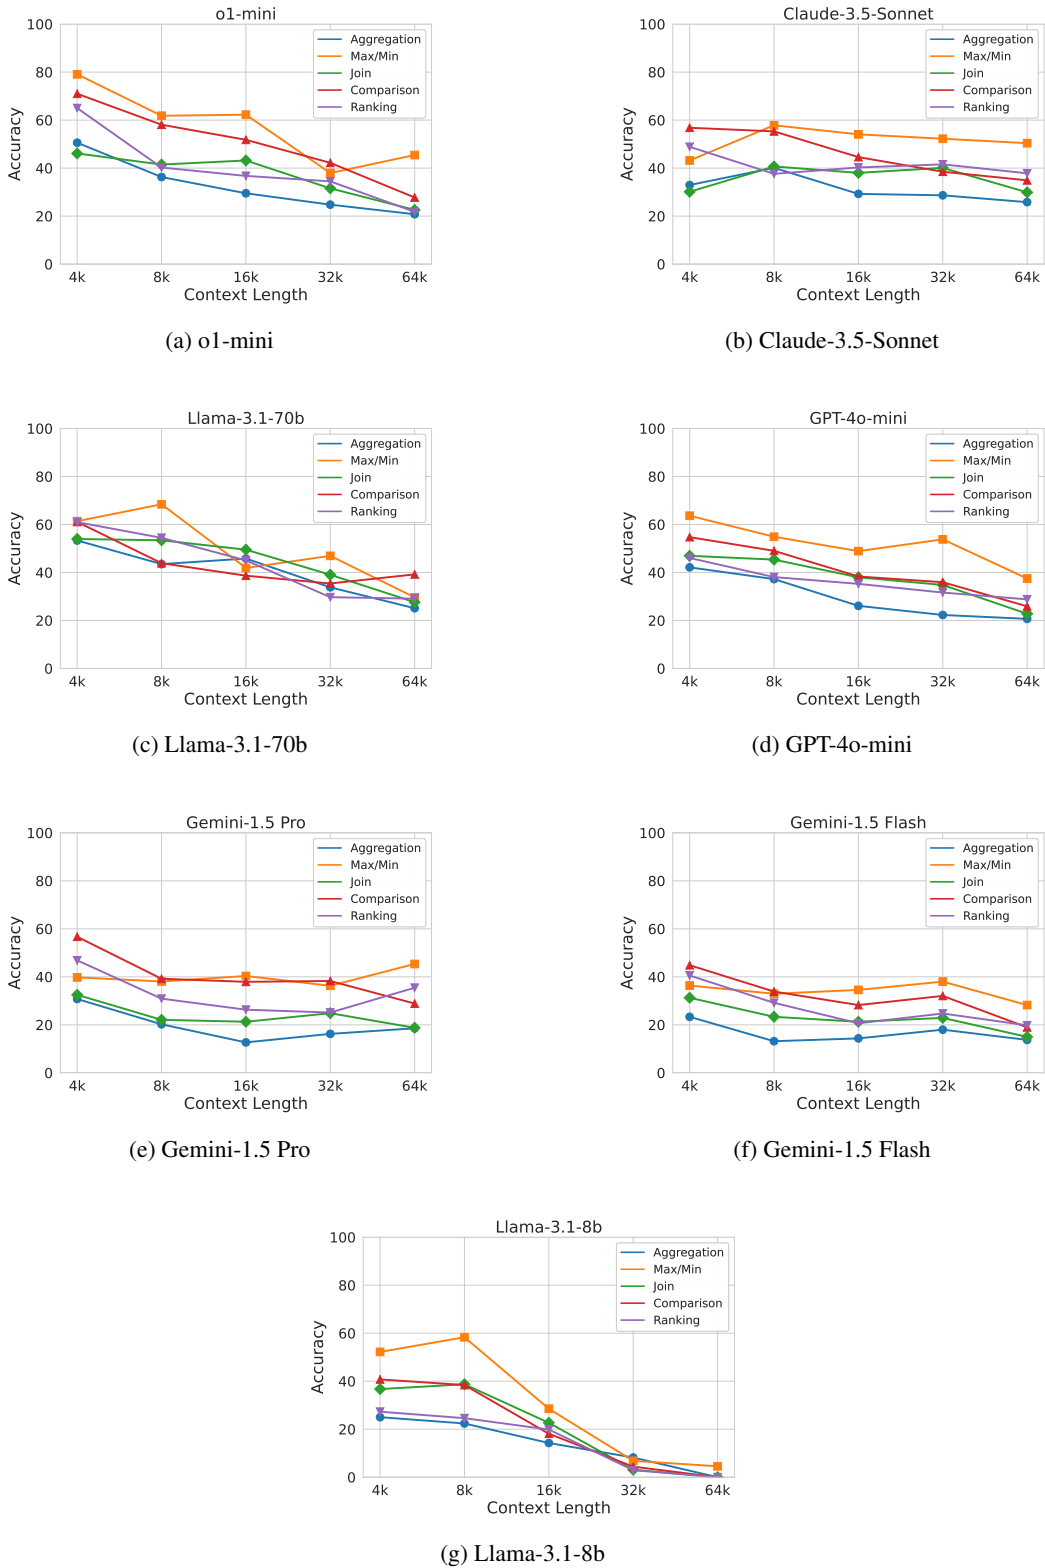 o1-mini
100
80
60
40
20
0
Accuracy
Aggregation
Max/Min
Join
Comparison
Ranking
4k 8k 16k 32k 64k
Context Length
(a) o1-mini
Claude-3.5-Sonnet
100
80
60
40
20
0
Accuracy
Aggregation
Max/Min
Join
Comparison
Ranking
4k 8k 16k 32k 64k
Context Length
(b) Claude-3.5-Sonnet
Llama-3.1-70b
100
80
60
40
20
0
Accuracy
Aggregation
Max/Min
Join
Comparison
Ranking
4k 8k 16k 32k 64k
Context Length
(c) Llama-3.1-70b
GPT-4o-mini
100
80
60
40
20
0
Accuracy
Aggregation
Max/Min
Join
Comparison
Ranking
4k 8k 16k 32k 64k
Context Length
(d) GPT-4o-mini
Gemini-1.5 Pro
100
80
60
40
20
0
Accuracy
Aggregation
Max/Min
Join
Comparison
Ranking
4k 8k 16k 32k 64k
Context Length
(e) Gemini-1.5 Pro
Gemini-1.5 Flash
100
80
60
40
20
0
Accuracy
Aggregation
Max/Min
Join
Comparison
Ranking
4k 8k 16k 32k 64k
Context Length
(f) Gemini-1.5 Flash
Llama-3.1-8b
100
80
60
40
20
0
Accuracy
Aggregation
Max/Min
Join
Comparison
Ranking
4k 8k 16k 32k 64k
Context Length
(g) Llama-3.1-8b